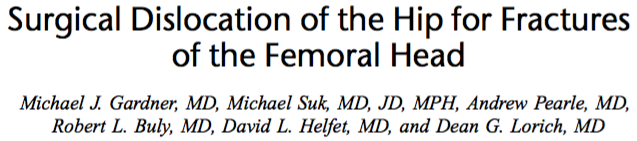 Surgical Dislocation of the Hip for Fractures
of the Femoral Head
Michael J. Gardner, MD, Michael Suk, MD, JD, MPH, Andrew Pearle, MD,
Robert L. Buly, MD, David L. Helfet, MD, and Dean G. Lorich, MD